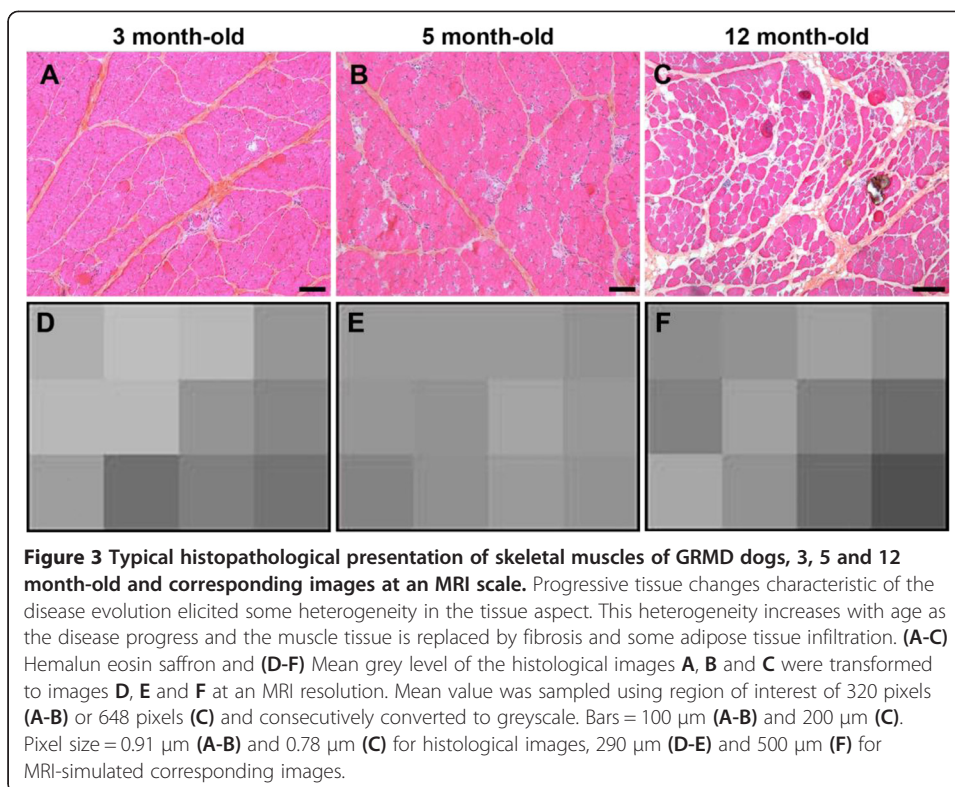 3 month-old 5 month-old 12 month-old
A B C
D E F
Figure 3 Typical histopathological presentation of skeletal muscles of GRMD dogs, 3, 5 and 12
month-old and corresponding images at an MRI scale. Progressive tissue changes characteristic of the
disease evolution elicited some heterogeneity in the tissue aspect. This heterogeneity increases with age as
the disease progress and the muscle tissue is replaced by fibrosis and some adipose tissue infiltration. (A-C)
Hemalun eosin saffron and (D-F) Mean grey level of the histological images A, B and C were transformed
to images D, E and F at an MRI resolution. Mean value was sampled using region of interest of 320 pixels
(A-B) or 648 pixels (C) and consecutively converted to greyscale. Bars = 100 μm (A-B) and 200 μm (C).
Pixel size = 0.91 μm (A-B) and 0.78 μm (C) for histological images, 290 μm (D-E) and 500 μm (F) for
MRI-simulated corresponding images.